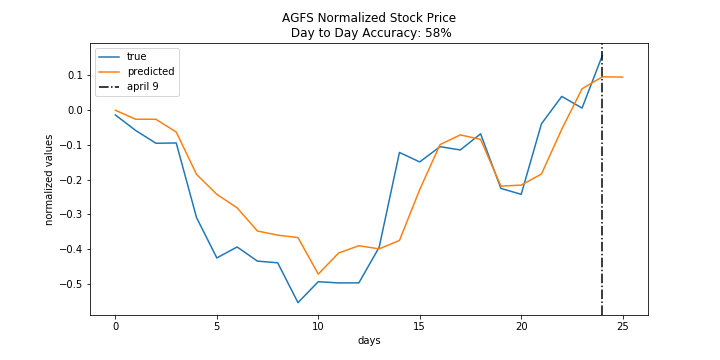 AGFS Normalized Stock Price
Day to Day Accuracy: 58%
true
predicted
april 9
0.1
0.0
−0.1
−0.2
−0.3
−0.4
−0.5
normalized values
0 5 10 15 20 25
days